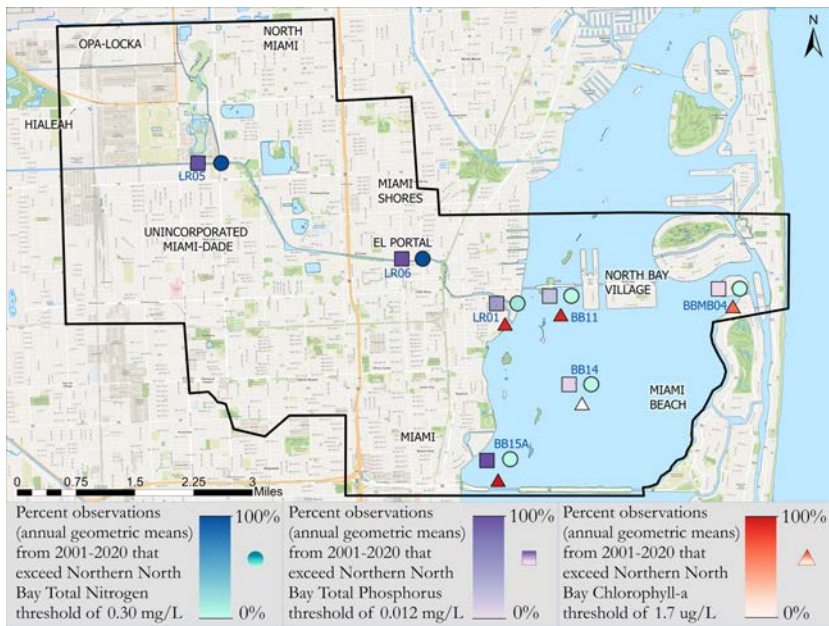 OPA-LOCKA
NORTH
MIAMI
N
HIALEAH
LR05
MIAMI
SHORES
UNINCORPORATED
MIAMI-DADE
EL PORTAL
LR06
NORTH BAY
VILLAGE
BBMB04
LR01
BB11
BB14
MIAMI
BEACH
MIAMI
BB15A
0 0.75 1.5 2.25 3
Miles
Percent observations
(annual geometric means)
from 2001-2020 that
exceed Northern North
Bay Total Nitrogen
threshold of 0.30 mg/L
100%
0%
Percent observations
(annual geometric means)
from 2001-2020 that
exceed Northern North
Bay Total Phosphorus
threshold of 0.012 mg/L
100%
0%
Percent observations
(annual geometric means)
from 2001-2020 that
exceed Northern North
Bay Chlorophyll-a
threshold of 1.7 ug/L
100%
0%